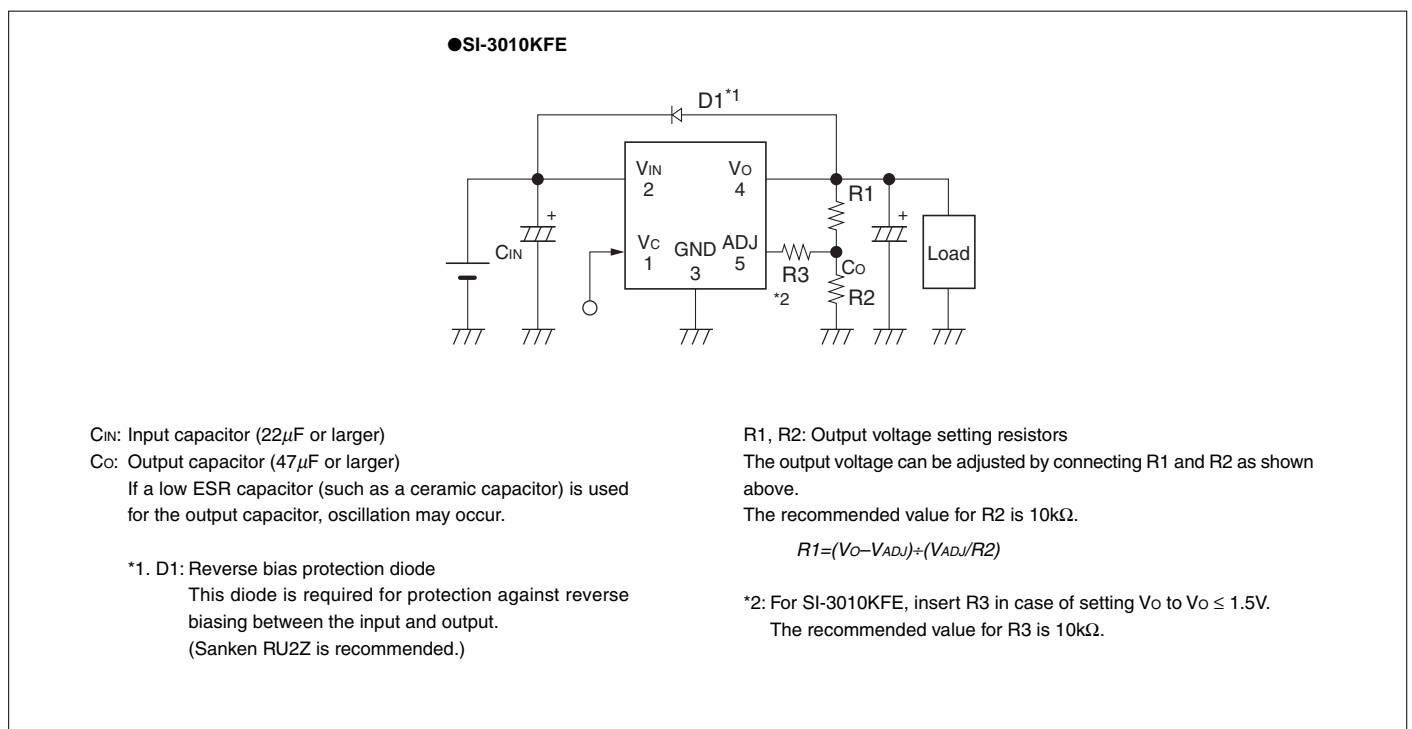 ●SI-3010KFE
D1*1
VIN
2
VO
4
R1
+
+
CIN
VC
1
GND
3
ADJ
5
R3
*2
CO
R2
Load
CIN: Input capacitor (22μF or larger)
CO: Output capacitor (47μF or larger)
If a low ESR capacitor (such as a ceramic capacitor) is used
for the output capacitor, oscillation may occur.
*1. D1: Reverse bias protection diode
This diode is required for protection against reverse
biasing between the input and output.
(Sanken RU2Z is recommended.)
R1, R2: Output voltage setting resistors
The output voltage can be adjusted by connecting R1 and R2 as shown
above.
The recommended value for R2 is 10kΩ.
R1=(VO–VADJ)÷(VADJ/R2)
*2: For SI-3010KFE, insert R3 in case of setting VO to VO ≤ 1.5V.
The recommended value for R3 is 10kΩ.